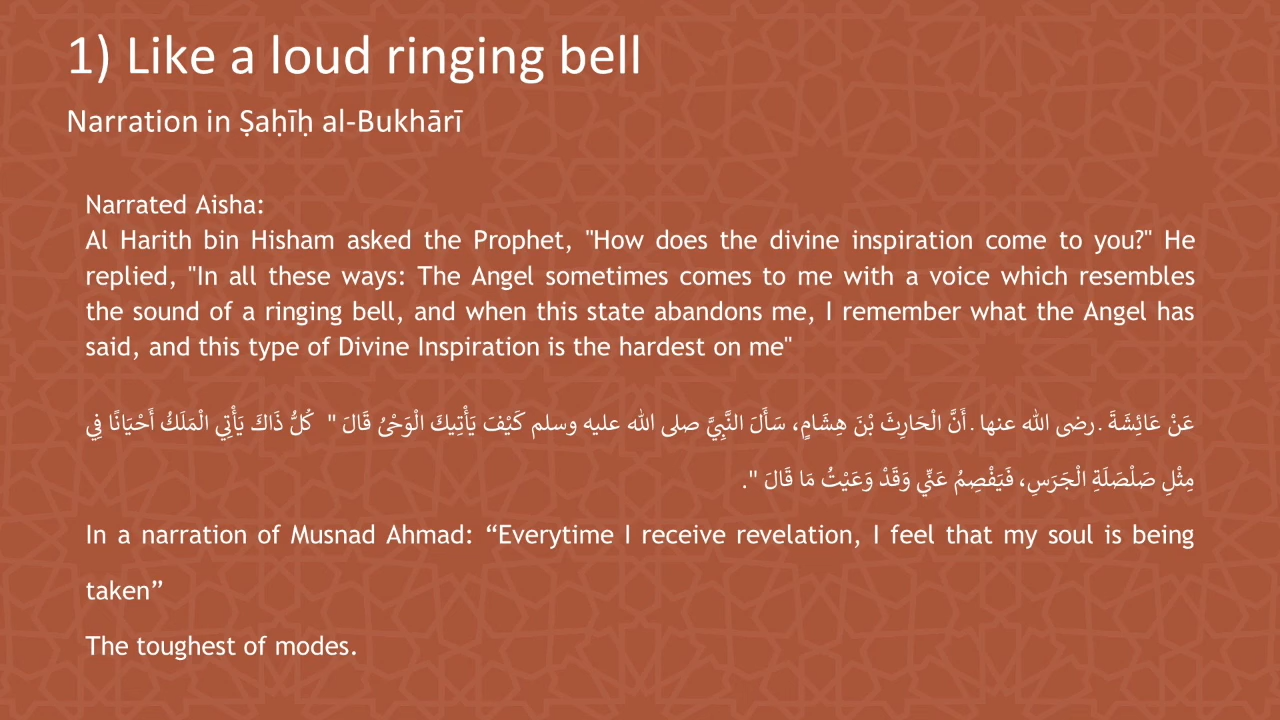 1) Like a loud ringing bell
Narration in Ṣaḥīḥ al-Bukhārī
Narrated Aisha:
Al Harith bin Hisham asked the Prophet, "How does the divine inspiration come to you?" He
replied, "In all these ways: The Angel sometimes comes to me with a voice which resembles
the sound of a ringing bell, and when this state abandons me, I remember what the Angel has
said, and this type of Divine Inspiration is the hardest on me"
عَنْ عَائِشَةَ ـ رضى الله عنها ـ أَنَّ الْحَارِثَ بْنَ هِشَامٍ، سَأَلَ النَّبِيَّ صلى الله عليه وسلم كَيْفَ يَأْتِيكَ الْوَحْىُ قَالَ " كُلُّ ذَاكَ يَأْتِي الْمَلَكُ أَحْيَانًا فِي
مِثْلِ صَلْصَلَةِ الْجَرَسِ، فَيَفْصِمُ عَنِّي وَقَدْ وَعَيْتُ مَا قَالَ ".
In a narration of Musnad Ahmad: “Everytime I receive revelation, I feel that my soul is being
taken”
The toughest of modes.